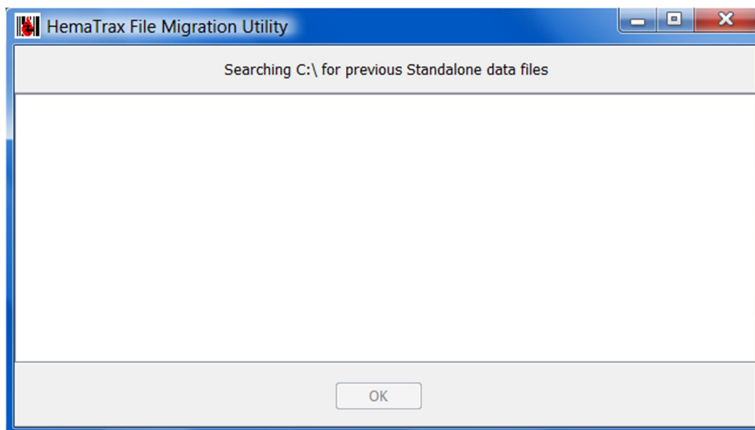 HemaTrax File Migration Utility
Searching C:\ for previous Standalone data files
OK